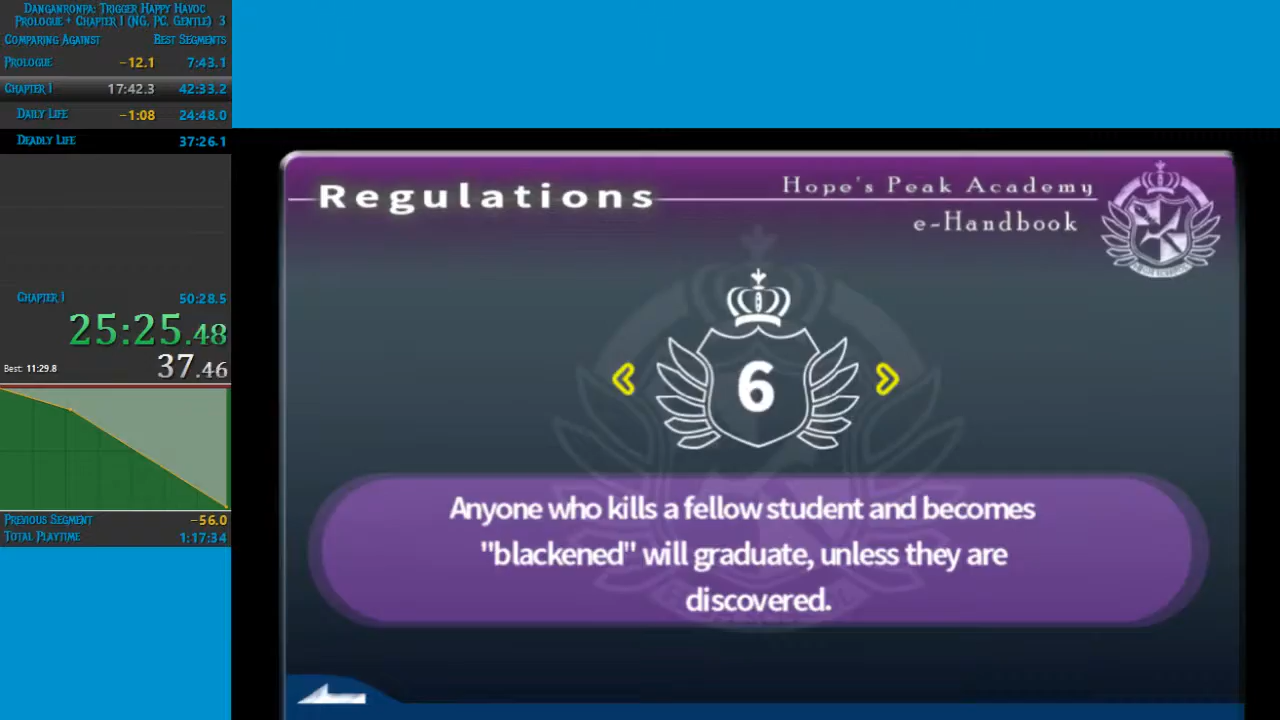 Danganronpa: Trigger Happy Havoc
Prologue + Chapter 1 (NG, PC, Gentle) 3
Comparing Against Best Segments
Prologue -12.1 7:43.1
Chapter 1 17:42.3 42:33.2
Daily Life -1:08 24:48.0
Deadly Life 37:26.1
Chapter 1 50:28.5
25:25.48
Best: 11:29.8 37.46
Previous Segment -56.0
Total Playtime 1:17:34
Regulations
Hope's Peak Academy
e-Handbook
6
Anyone who kills a fellow student and becomes
"blackened" will graduate, unless they are
discovered.